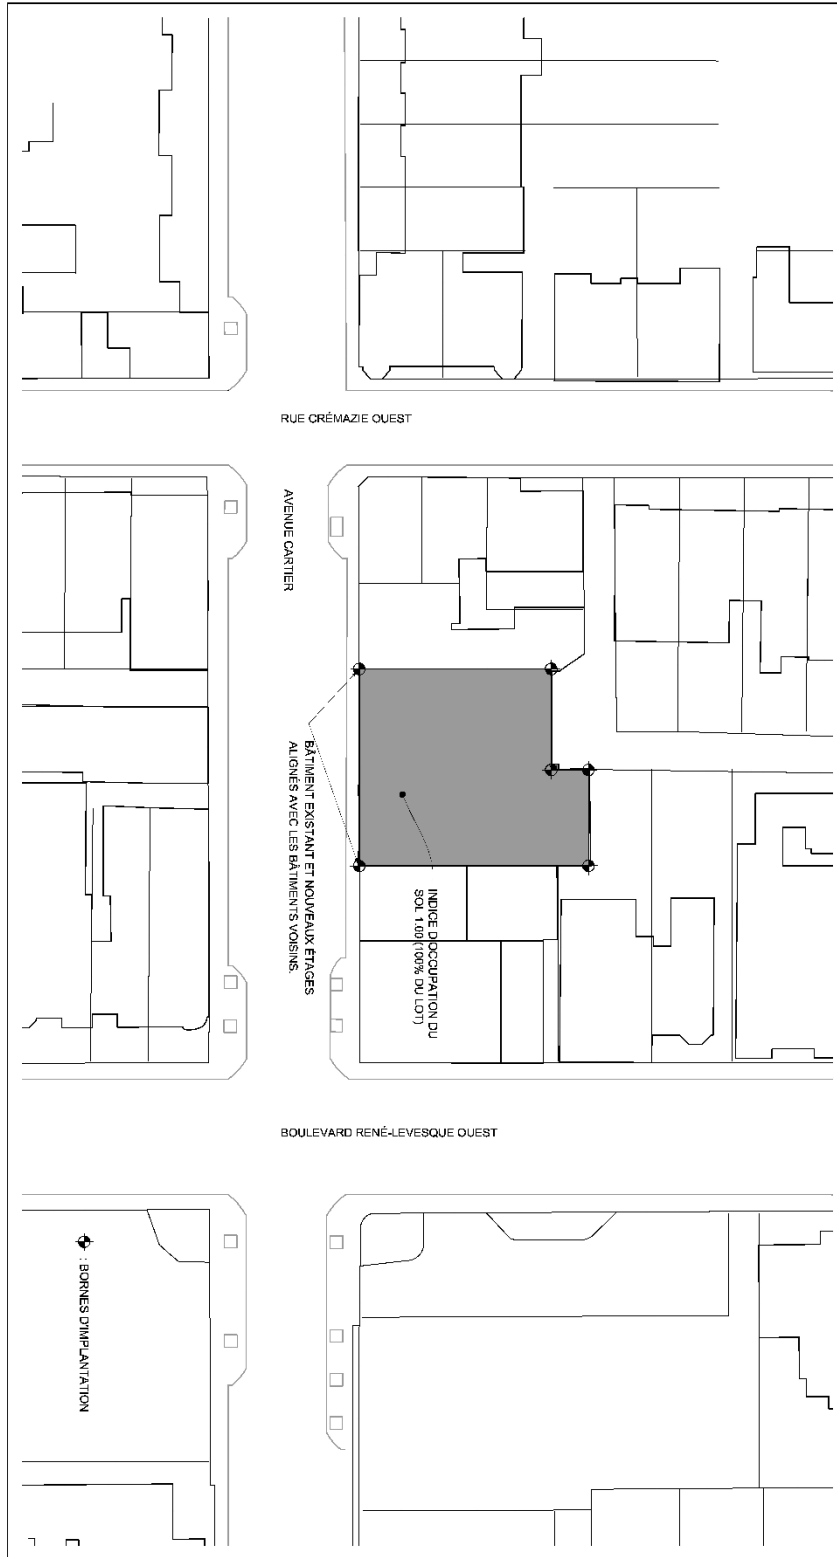 RUE CRÉMAZIE OUEST
AVENUE CARTIER
BÂTIMENT EXISTANT ET NOUVEAUX ÉTAGES
ALIGNÉS AVEC LES BÂTIMENTS VOISINS.
INDICE D'OCCUPATION DU
SOL 1.00 (100% DU LOT)
BOULEVARD RENÉ-LEVESQUE OUEST
: BORNES D'IMPLANTATION